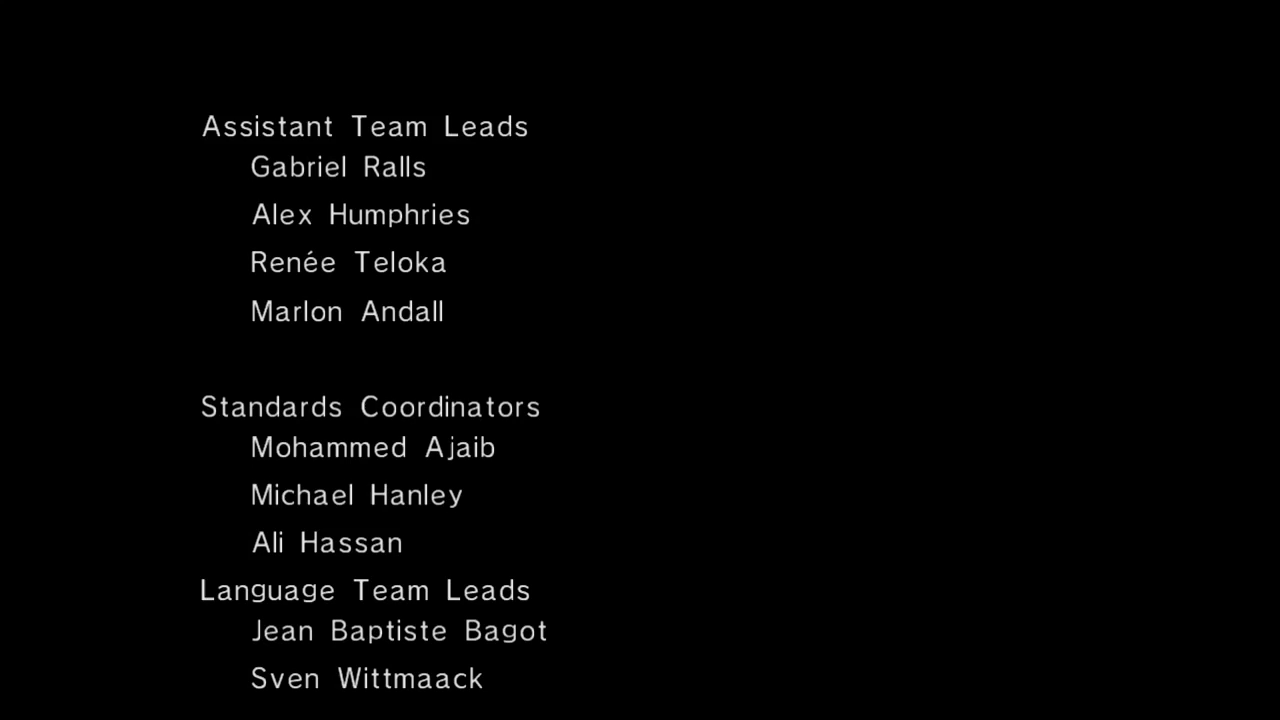 Assistant Team Leads
Gabriel Ralls
Alex Humphries
Renée Teloka
Marlon Andall
Standards Coordinators
Mohammed Ajaib
Michael Hanley
Ali Hassan
Language Team Leads
Jean Baptiste Bagot
Sven Wittmaack